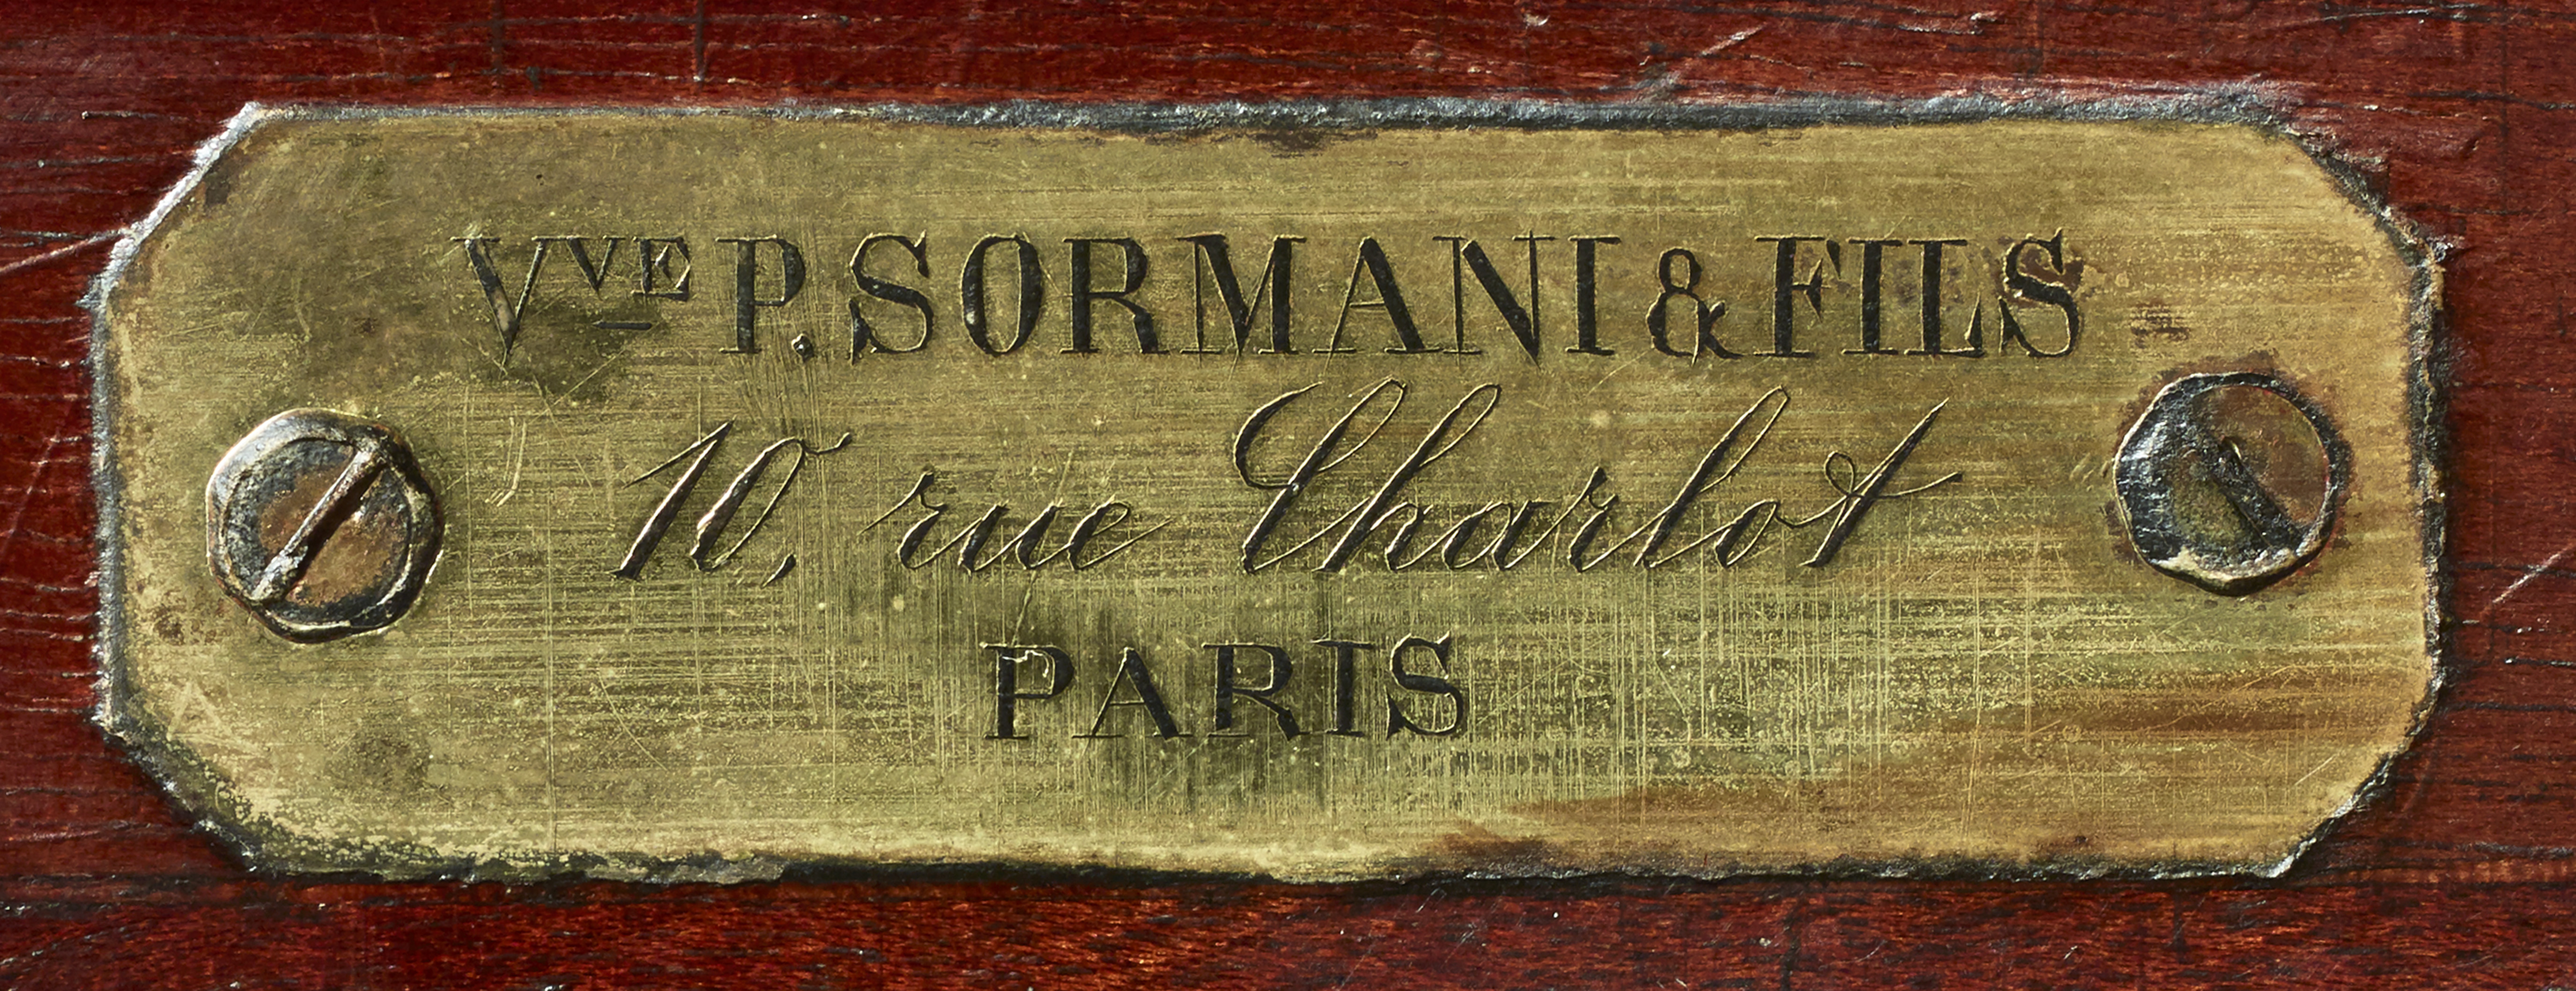 VVE P. SORMANI & FILS
10, rue Charlot
PARIS